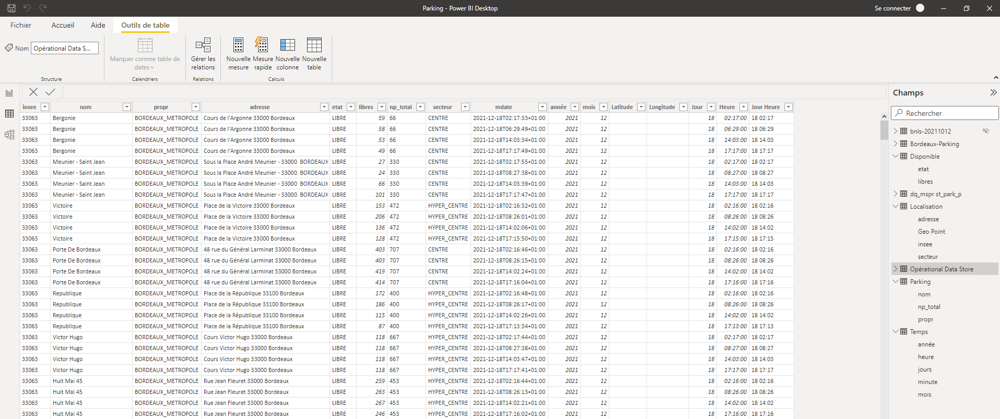 Parking - Power BI Desktop
Se connecter
Fichier Accueil Aide Outils de table
Nom Opérational Data S...
Structure
Marquer comme table de dates
Calendriers
Gérer les relations
Relations
Nouvelle mesure
Mesure rapide
Nouvelle colonne
Nouvelle table
Calculs
insee nom propr adresse etat libres np_total secteur mdate année mois Latitude Longitude Jour Heure Jour Heure
33063 Bergonie BORDEAUX_METROPOLE Cours de l'Argonne 33000 Bordeaux LIBRE 59 66 CENTRE 2021-12-18T02:17:33+01:00 2021 12 18 02:17:00 18 02:17
33063 Bergonie BORDEAUX_METROPOLE Cours de l'Argonne 33000 Bordeaux LIBRE 58 66 CENTRE 2021-12-18T06:29:49+01:00 2021 12 18 06:29:00 18 06:29
33063 Bergonie BORDEAUX_METROPOLE Cours de l'Argonne 33000 Bordeaux LIBRE 53 66 CENTRE 2021-12-18T14:03:34+01:00 2021 12 18 14:03:00 18 14:03
33063 Bergonie BORDEAUX_METROPOLE Cours de l'Argonne 33000 Bordeaux LIBRE 49 66 CENTRE 2021-12-18T17:17:49+01:00 2021 12 18 17:17:00 18 17:17
33063 Meunier - Saint Jean BORDEAUX_METROPOLE Sous la Place André Meunier - 33000 BORDEAUX LIBRE 27 330 CENTRE 2021-12-18T02:17:55+01:00 2021 12 18 02:17:00 18 02:17
33063 Meunier - Saint Jean BORDEAUX_METROPOLE Sous la Place André Meunier - 33000 BORDEAUX LIBRE 24 330 CENTRE 2021-12-18T08:27:38+01:00 2021 12 18 08:27:00 18 08:27
33063 Meunier - Saint Jean BORDEAUX_METROPOLE Sous la Place André Meunier - 33000 BORDEAUX LIBRE 66 330 CENTRE 2021-12-18T14:03:39+01:00 2021 12 18 14:03:00 18 14:03
33063 Meunier - Saint Jean BORDEAUX_METROPOLE Sous la Place André Meunier - 33000 BORDEAUX LIBRE 101 330 CENTRE 2021-12-18T17:17:47+01:00 2021 12 18 17:17:00 18 17:17
33063 Victoire BORDEAUX_METROPOLE Place de la Victoire 33000 Bordeaux LIBRE 153 472 HYPER_CENTRE 2021-12-18T02:16:32+01:00 2021 12 18 02:16:00 18 02:16
33063 Victoire BORDEAUX_METROPOLE Place de la Victoire 33000 Bordeaux LIBRE 206 472 HYPER_CENTRE 2021-12-18T08:26:01+01:00 2021 12 18 08:26:00 18 08:26
33063 Victoire BORDEAUX_METROPOLE Place de la Victoire 33000 Bordeaux LIBRE 136 472 HYPER_CENTRE 2021-12-18T14:02:06+01:00 2021 12 18 14:02:00 18 14:02
33063 Victoire BORDEAUX_METROPOLE Place de la Victoire 33000 Bordeaux LIBRE 128 472 HYPER_CENTRE 2021-12-18T17:15:50+01:00 2021 12 18 17:15:00 18 17:15
33063 Porte De Bordeaux BORDEAUX_METROPOLE 48 rue du Général Larminat 33000 Bordeaux LIBRE 403 707 CENTRE 2021-12-18T02:16:46+01:00 2021 12 18 02:16:00 18 02:16
33063 Porte De Bordeaux BORDEAUX_METROPOLE 48 rue du Général Larminat 33000 Bordeaux LIBRE 403 707 CENTRE 2021-12-18T08:26:15+01:00 2021 12 18 08:26:00 18 08:26
33063 Porte De Bordeaux BORDEAUX_METROPOLE 48 rue du Général Larminat 33000 Bordeaux LIBRE 419 707 CENTRE 2021-12-18T14:02:24+01:00 2021 12 18 14:02:00 18 14:02
33063 Porte De Bordeaux BORDEAUX_METROPOLE 48 rue du Général Larminat 33000 Bordeaux LIBRE 414 707 CENTRE 2021-12-18T17:16:04+01:00 2021 12 18 17:16:00 18 17:16
33063 Republique BORDEAUX_METROPOLE Place de la République 33100 Bordeaux LIBRE 172 400 HYPER_CENTRE 2021-12-18T02:16:48+01:00 2021 12 18 02:16:00 18 02:16
33063 Republique BORDEAUX_METROPOLE Place de la République 33100 Bordeaux LIBRE 186 400 HYPER_CENTRE 2021-12-18T08:26:17+01:00 2021 12 18 08:26:00 18 08:26
33063 Republique BORDEAUX_METROPOLE Place de la République 33100 Bordeaux LIBRE 115 400 HYPER_CENTRE 2021-12-18T14:02:26+01:00 2021 12 18 14:02:00 18 14:02
33063 Republique BORDEAUX_METROPOLE Place de la République 33100 Bordeaux LIBRE 87 400 HYPER_CENTRE 2021-12-18T17:13:34+01:00 2021 12 18 17:13:00 18 17:13
33063 Victor Hugo BORDEAUX_METROPOLE Cours Victor Hugo 33000 Bordeaux LIBRE 118 667 HYPER_CENTRE 2021-12-18T02:17:44+01:00 2021 12 18 02:17:00 18 02:17
33063 Victor Hugo BORDEAUX_METROPOLE Cours Victor Hugo 33000 Bordeaux LIBRE 118 667 HYPER_CENTRE 2021-12-18T08:27:38+01:00 2021 12 18 08:27:00 18 08:27
33063 Victor Hugo BORDEAUX_METROPOLE Cours Victor Hugo 33000 Bordeaux LIBRE 118 667 HYPER_CENTRE 2021-12-18T14:03:47+01:00 2021 12 18 14:03:00 18 14:03
33063 Victor Hugo BORDEAUX_METROPOLE Cours Victor Hugo 33000 Bordeaux LIBRE 118 667 HYPER_CENTRE 2021-12-18T17:17:41+01:00 2021 12 18 17:17:00 18 17:17
33063 Huit Mai 45 BORDEAUX_METROPOLE Rue Jean Fleuret 33000 Bordeaux LIBRE 259 453 HYPER_CENTRE 2021-12-18T02:16:44+01:00 2021 12 18 02:16:00 18 02:16
33063 Huit Mai 45 BORDEAUX_METROPOLE Rue Jean Fleuret 33000 Bordeaux LIBRE 263 453 HYPER_CENTRE 2021-12-18T08:26:13+01:00 2021 12 18 08:26:00 18 08:26
33063 Huit Mai 45 BORDEAUX_METROPOLE Rue Jean Fleuret 33000 Bordeaux LIBRE 267 453 HYPER_CENTRE 2021-12-18T14:02:21+01:00 2021 12 18 14:02:00 18 14:02
33063 Huit Mai 45 BORDEAUX_METROPOLE Rue Jean Fleuret 33000 Bordeaux LIBRE 246 453 HYPER_CENTRE 2021-12-18T17:16:02+01:00 2021 12 18 17:16:00 18 17:16
Champs
Rechercher
bnls-20211012
Bordeaux-Parking
Disponible
etat
libres
dq_mspr st_park_p
Localisation
adresse
Geo Point
insee
secteur
Opérational Data Store
Parking
nom
np_total
propr
Temps
année
heure
jours
minute
mois